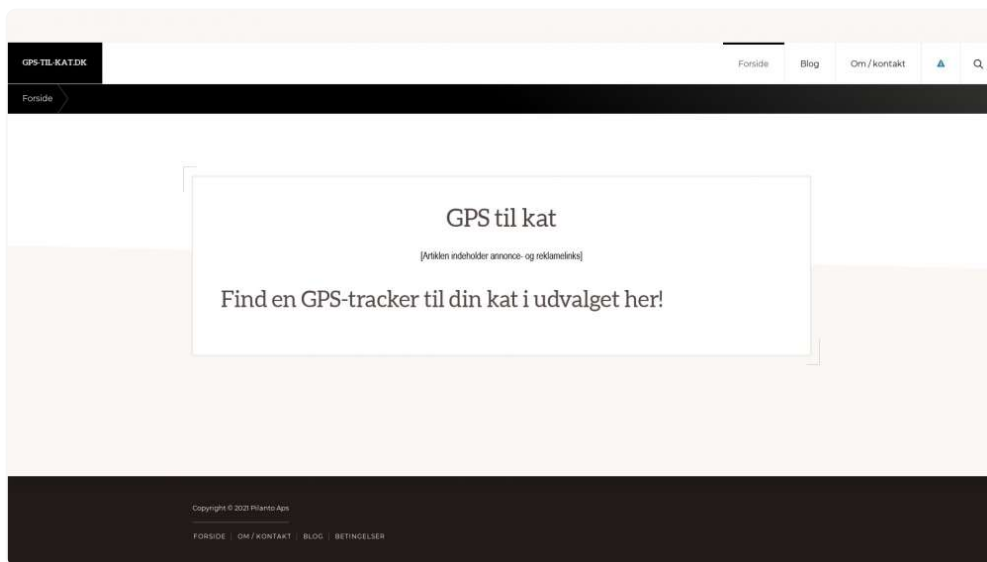 GPS-TIL-KAT.DK
Forside
Blog
Om / kontakt
Forside
GPS til kat
[Artiklen indeholder annonce- og reklamelinks]
Find en GPS-tracker til din kat i udvalget her!
Copyright © 2021 Pilanto Aps
FORSIDE | OM / KONTAKT | BLOG | BETINGELSER